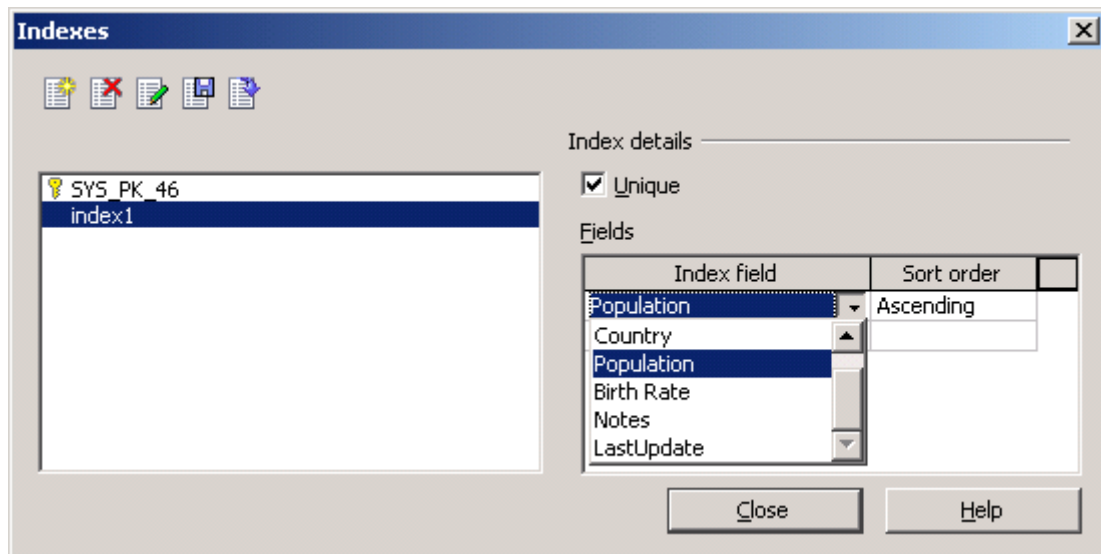 Indexes
Index details
SYS_PK_46
Unique
index1
Fields
Index field Sort order
Population Ascending
Country
Population
Birth Rate
Notes
LastUpdate
Close Help